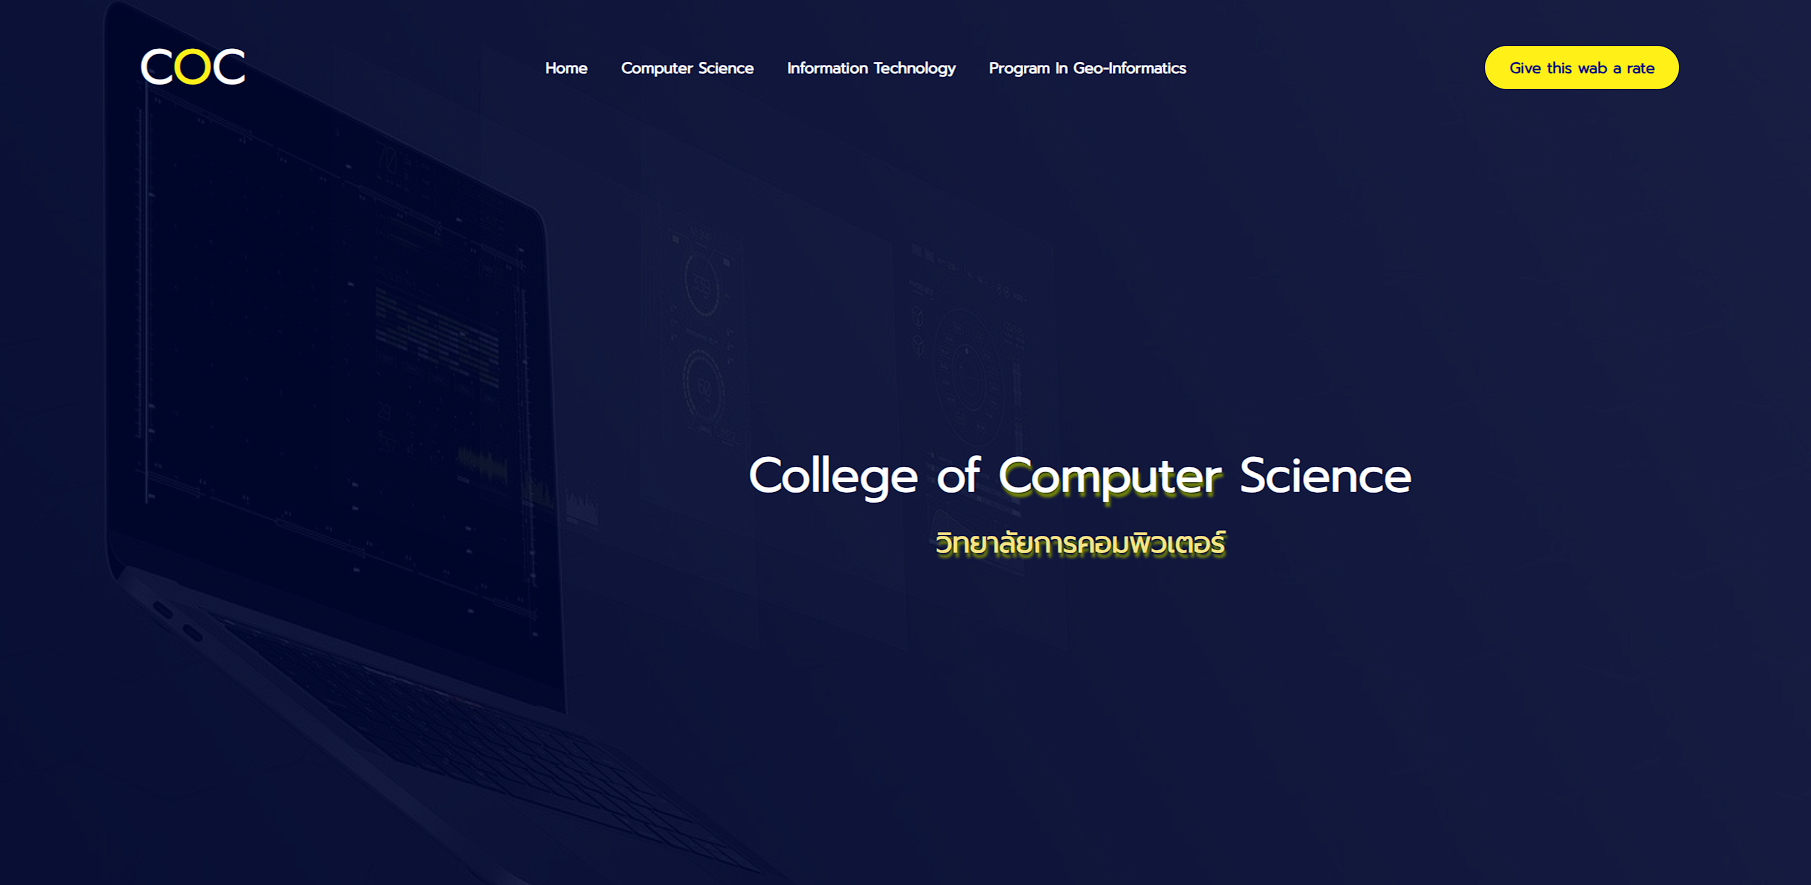 COC
Home Computer Science Information Technology Program In Geo-Informatics
Give this wab a rate
College of Computer Science
วิทยาลัยการคอมพิวเตอร์